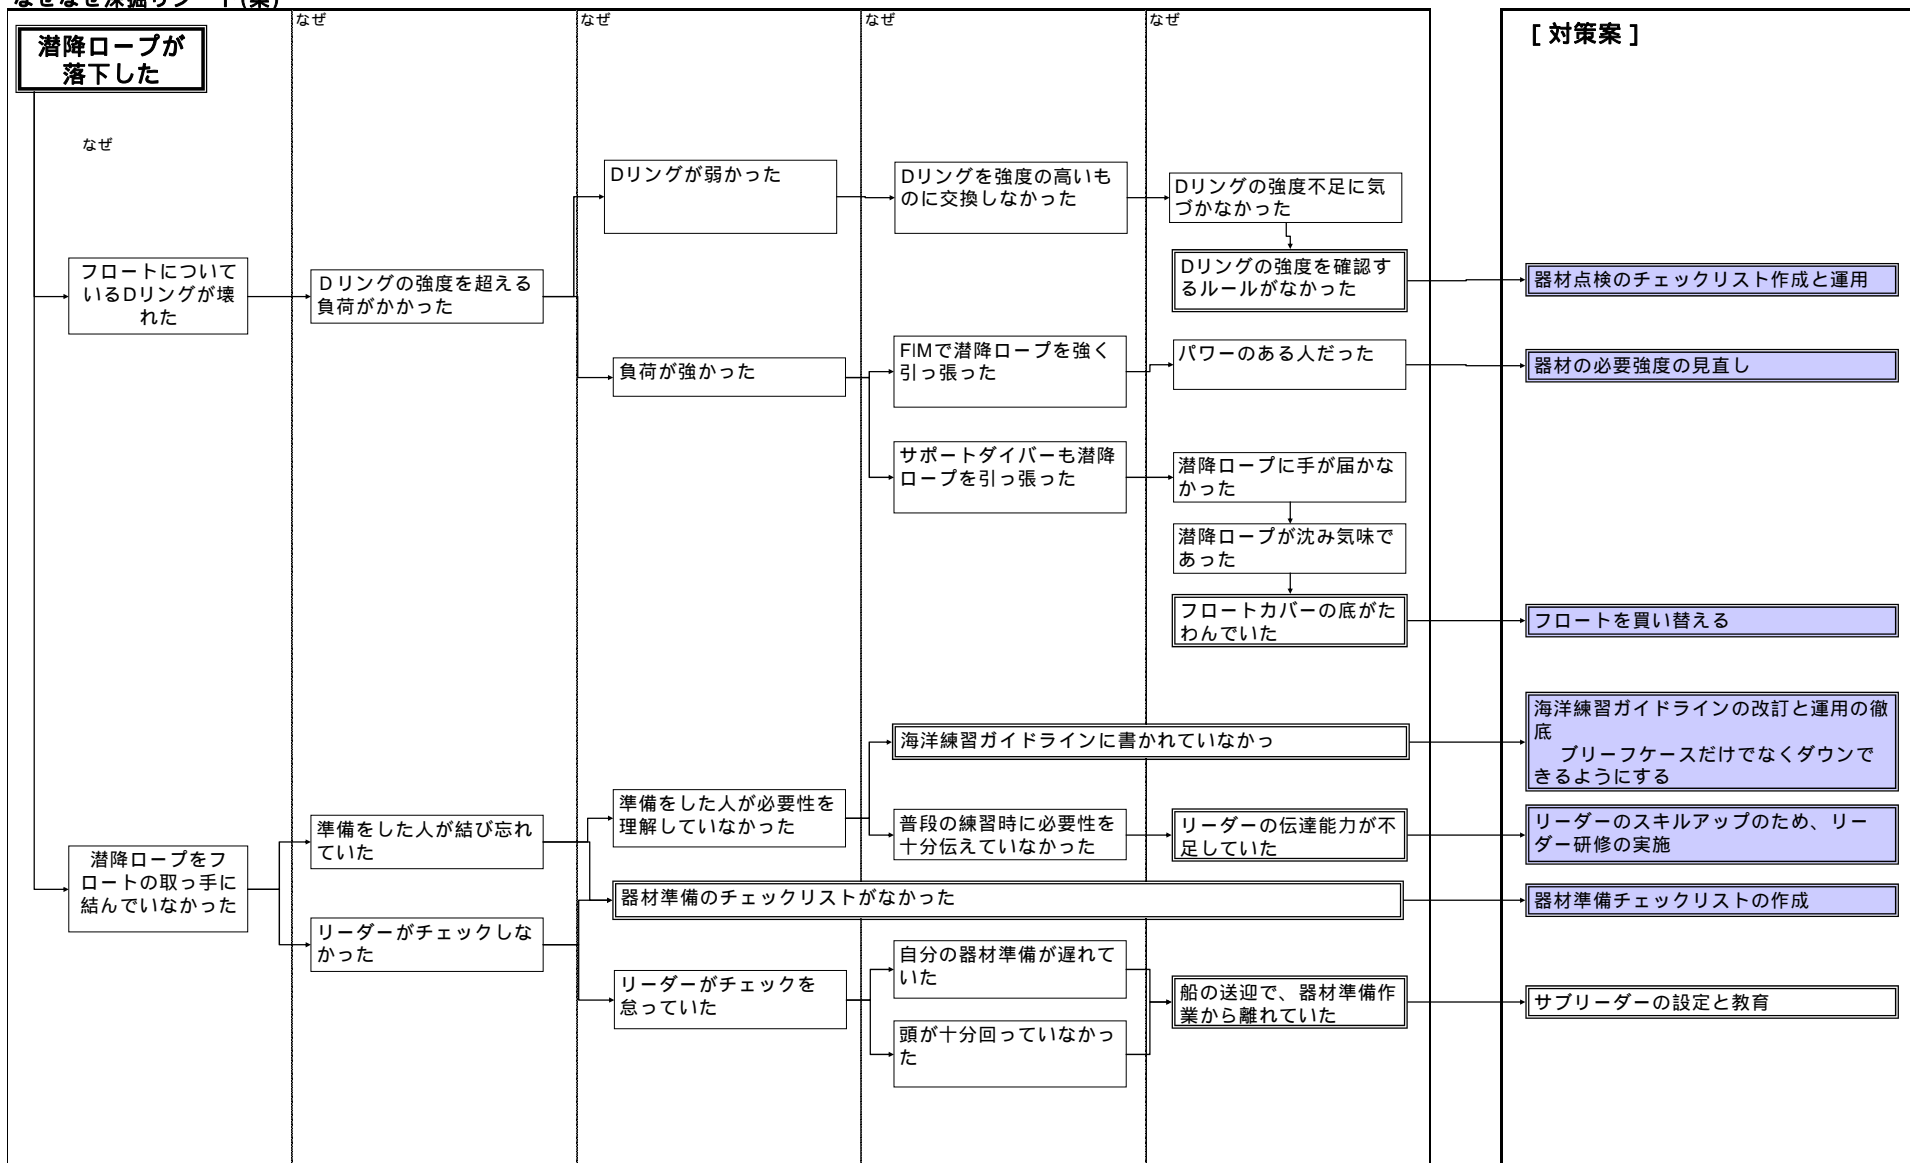 なぜなぜ深掘りシート(案)
なぜ
なぜ
なぜ
なぜ
潜降ロープが
落下した
[ 対策案 ]
なぜ
Dリングが弱かった
Dリングを強度の高いも
のに交換しなかった
Dリングの強度不足に気
づかなかった
フロートについて
いるDリングが壊
れた
Dリングの強度を超える
負荷がかかった
Dリングの強度を確認す
るルールがなかった
器材点検のチェックリスト作成と運用
負荷が強かった
FIMで潜降ロープを強く
引っ張った
パワーのある人だった
器材の必要強度の見直し
サポートダイバーも潜降
ロープを引っ張った
潜降ロープに手が届かな
かった
潜降ロープが沈み気味で
あった
フロートカバーの底がた
わんでいた
フロートを買い替える
海洋練習ガイドラインに書かれていなかっ
海洋練習ガイドラインの改訂と運用の徹
底
ブリーフケースだけでなくダウンで
きるようにする
準備をした人が結び忘れ
ていた
準備をした人が必要性を
理解していなかった
普段の練習時に必要性を
十分伝えていなかった
リーダーの伝達能力が不
足していた
リーダーのスキルアップのため、リー
ダー研修の実施
潜降ロープをフ
ロートの取っ手に
結んでいなかった
器材準備のチェックリストがなかった
器材準備チェックリストの作成
リーダーがチェックしな
かった
リーダーがチェックを
怠っていた
自分の器材準備が遅れて
いた
頭が十分回っていなかっ
た
船の送迎で、器材準備作
業から離れていた
サブリーダーの設定と教育